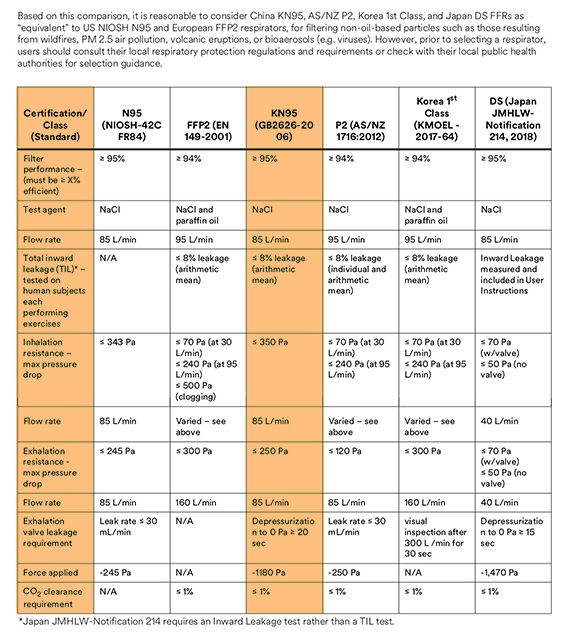 Based on this comparison, it is reasonable to consider China KN95, AS/NZ P2, Korea 1st Class, and Japan DS FFRs as
"equivalent" to US NIOSH N95 and European FFP2 respirators, for filtering non-oil-based particles such as those resulting
from wildfires, PM 2.5 air pollution, volcanic eruptions, or bioaerosols (e.g. viruses). However, prior to selecting a respirator,
users should consult their local respiratory protection regulations and requirements or check with their local public health
authorities for selection guidance.
Certification/
Class
(Standard)
N95
(NIOSH-42C
FR84)
FFP2 (EN
149-2001)
KN95
(GB2626-20
06)
P2 (AS/NZ
1716:2012)
Korea 1st
Class
(KMOEL -
2017-64)
DS (Japan
JMHLW-
Notification
214, 2018)
Filter
performance –
(must be ≥ X%
efficient)
≥ 95%
≥ 94%
≥ 95%
≥ 94%
≥ 94%
≥ 95%
Test agent
NaCl
NaCl and
paraffin oil
NaCl
NaCl
NaCl and
paraffin oil
NaCl
Flow rate
85 L/min
95 L/min
85 L/min
95 L/min
95 L/min
85 L/min
Total inward
leakage (TIL)* –
tested on
human subjects
each
performing
exercises
N/A
≤ 8% leakage
(arithmetic
mean)
≤ 8% leakage
(arithmetic
mean)
≤ 8% leakage
(individual and
arithmetic
mean)
≤ 8% leakage
(arithmetic
mean)
Inward Leakage
measured and
included in User
Instructions
Inhalation
resistance –
max pressure
drop
≤ 343 Pa
≤ 70 Pa (at 30
L/min)
≤ 240 Pa (at 95
L/min)
≤ 500 Pa
(clogging)
≤ 350 Pa
≤ 70 Pa (at 30
L/min)
≤ 240 Pa (at 95
L/min)
≤ 70 Pa (at 30
L/min)
≤ 240 Pa (at 95
L/min)
≤ 70 Pa
(w/valve)
≤ 50 Pa (no
valve)
Flow rate
85 L/min
Varied – see
above
85 L/min
Varied – see
above
Varied – see
above
40 L/min
Exhalation
resistance -
max pressure
drop
≤ 245 Pa
≤ 300 Pa
≤ 250 Pa
≤ 120 Pa
≤ 300 Pa
≤ 70 Pa
(w/valve)
≤ 50 Pa (no
valve)
Flow rate
85 L/min
160 L/min
85 L/min
85 L/min
160 L/min
40 L/min
Exhalation
valve leakage
requirement
Leak rate ≤ 30
mL/min
N/A
Depressurizatio
n to 0 Pa ≥ 20
sec
Leak rate ≤ 30
mL/min
visual
inspection after
300 L /min for
30 sec
Depressurizatio
n to 0 Pa ≥ 15
sec
Force applied
-245 Pa
N/A
-1180 Pa
-250 Pa
N/A
-1,470 Pa
CO2 clearance
requirement
N/A
≤ 1%
≤ 1%
≤ 1%
≤ 1%
≤ 1%
*Japan JMHLW-Notification 214 requires an Inward Leakage test rather than a TIL test.